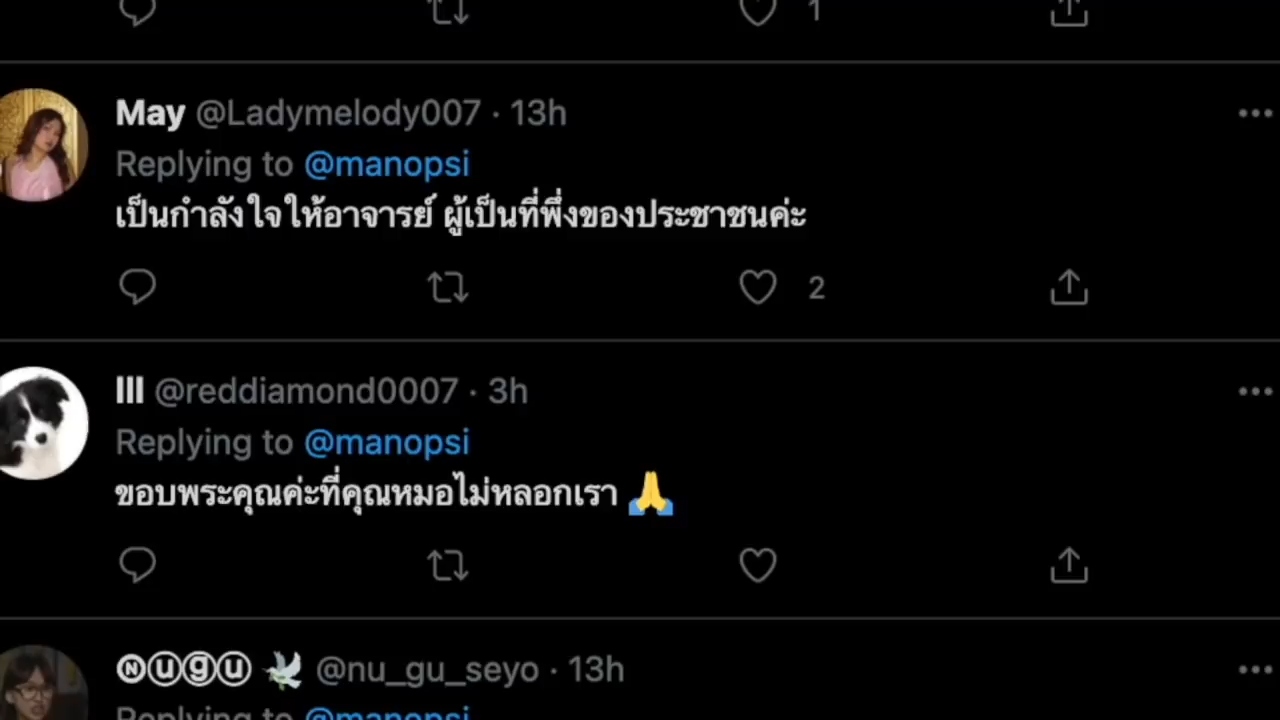 1
May @Ladymelody007 · 13h
Replying to @manopsi
เป็นกำลังใจให้อาจารย์ ผู้เป็นที่พึ่งของประชาชนค่ะ
2
lll @reddiamond0007 · 3h
Replying to @manopsi
ขอบพระคุณค่ะที่คุณหมอไม่หลอกเรา 🙏
ⓝⓤⓖⓤ 🕊️ @nu_gu_seyo · 13h
Replying to @manopsi